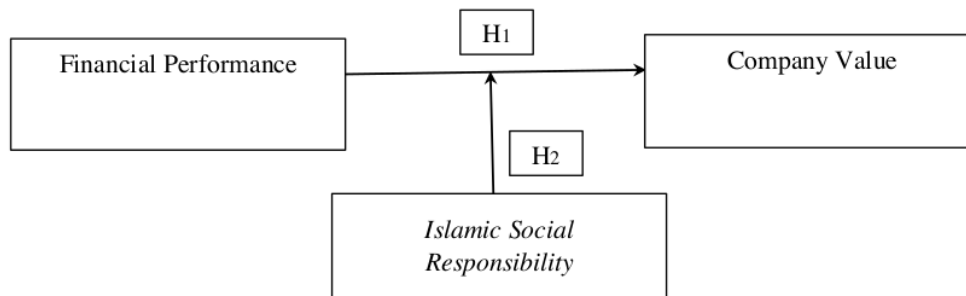 H1
Financial Performance
Company Value
H2
Islamic Social
Responsibility